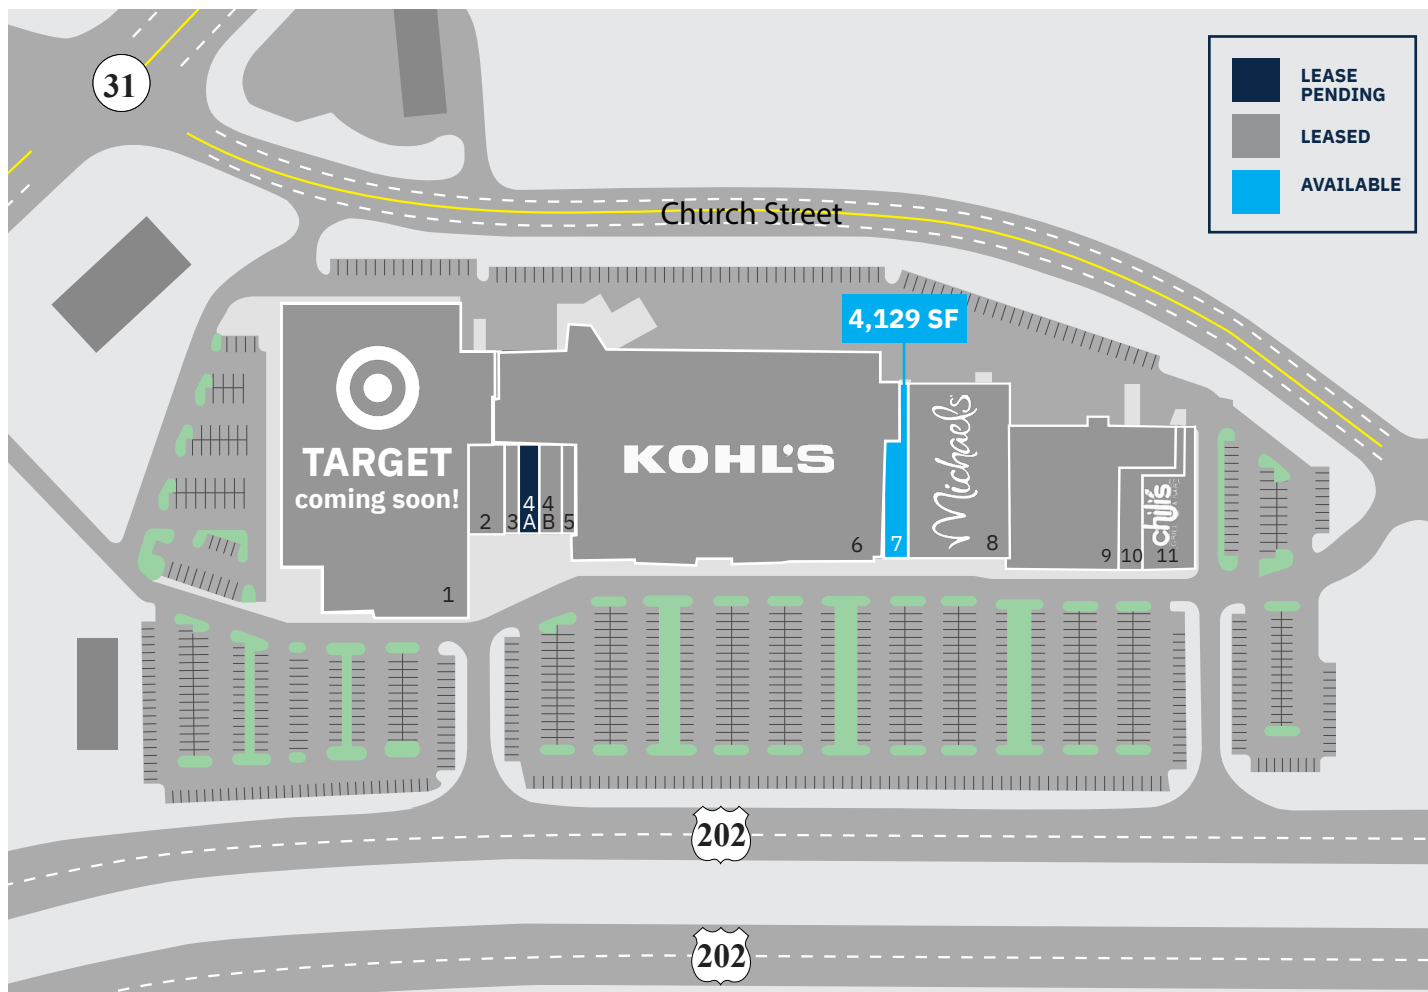 31
LEASE
PENDING
LEASED
AVAILABLE
Church Street
4,129 SF
TARGET
coming soon!
KOHL'S
Michaels
chili's
1
2
3
4
A
4
B
5
6
7
8
9
10
11
202
202